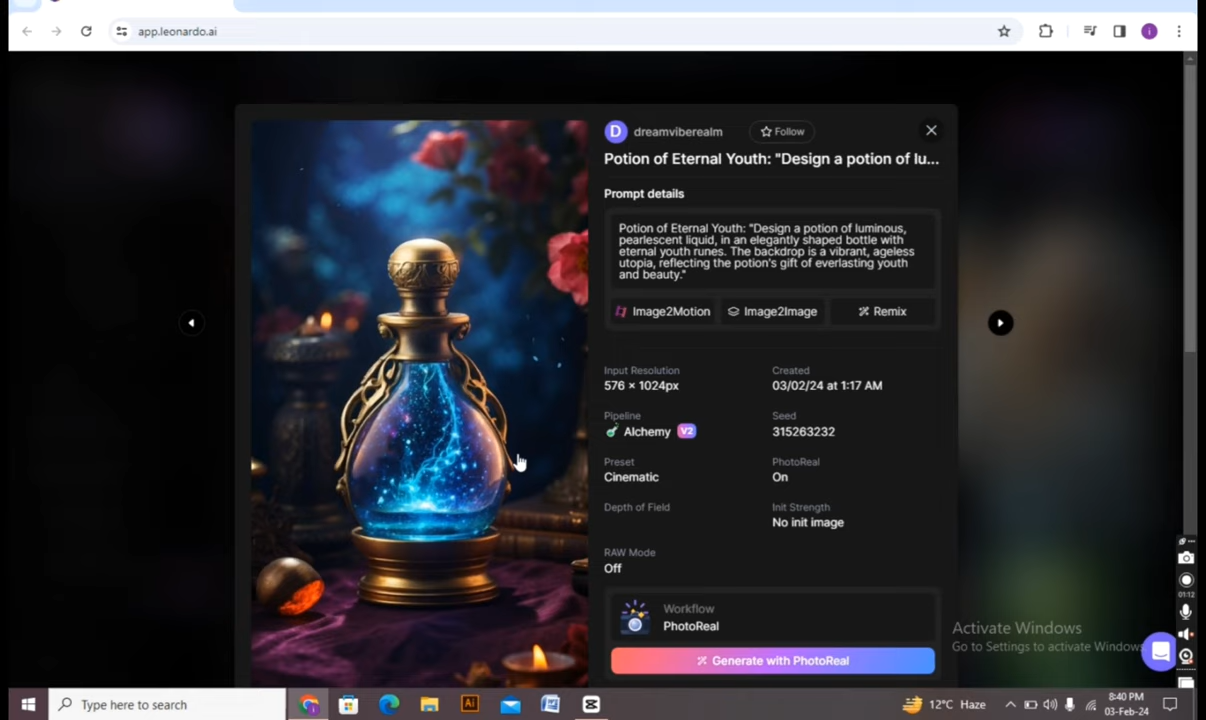 app.leonardo.ai
i
D dreamviberealm Follow
Potion of Eternal Youth: "Design a potion of lu...
Prompt details
Potion of Eternal Youth: "Design a potion of luminous,
pearlescent liquid, in an elegantly shaped bottle with
eternal youth runes. The backdrop is a vibrant, ageless
utopia, reflecting the potion's gift of everlasting youth
and beauty."
Image2Motion Image2Image Remix
Input Resolution Created
576 × 1024px 03/02/24 at 1:17 AM
Pipeline Seed
Alchemy V2 315263232
Preset PhotoReal
Cinematic On
Depth of Field Init Strength
No init image
RAW Mode
Off
Workflow
PhotoReal
Generate with PhotoReal
01:12
Activate Windows
Go to Settings to activate Windows
Type here to search Ai 12°C Haze 8:40 PM
03-Feb-24